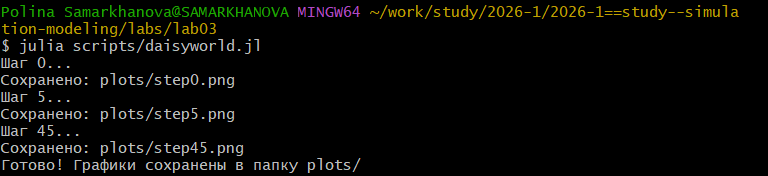 Polina Samarkhanova@SAMARKHANOVA MINGW64 ~/work/study/2026-1/2026-1==study--simula
tion-modeling/labs/lab03
$ julia scripts/daisyworld.jl
Шаг 0...
Сохранено: plots/step0.png
Шаг 5...
Сохранено: plots/step5.png
Шаг 45...
Сохранено: plots/step45.png
Готово! Графики сохранены в папку plots/